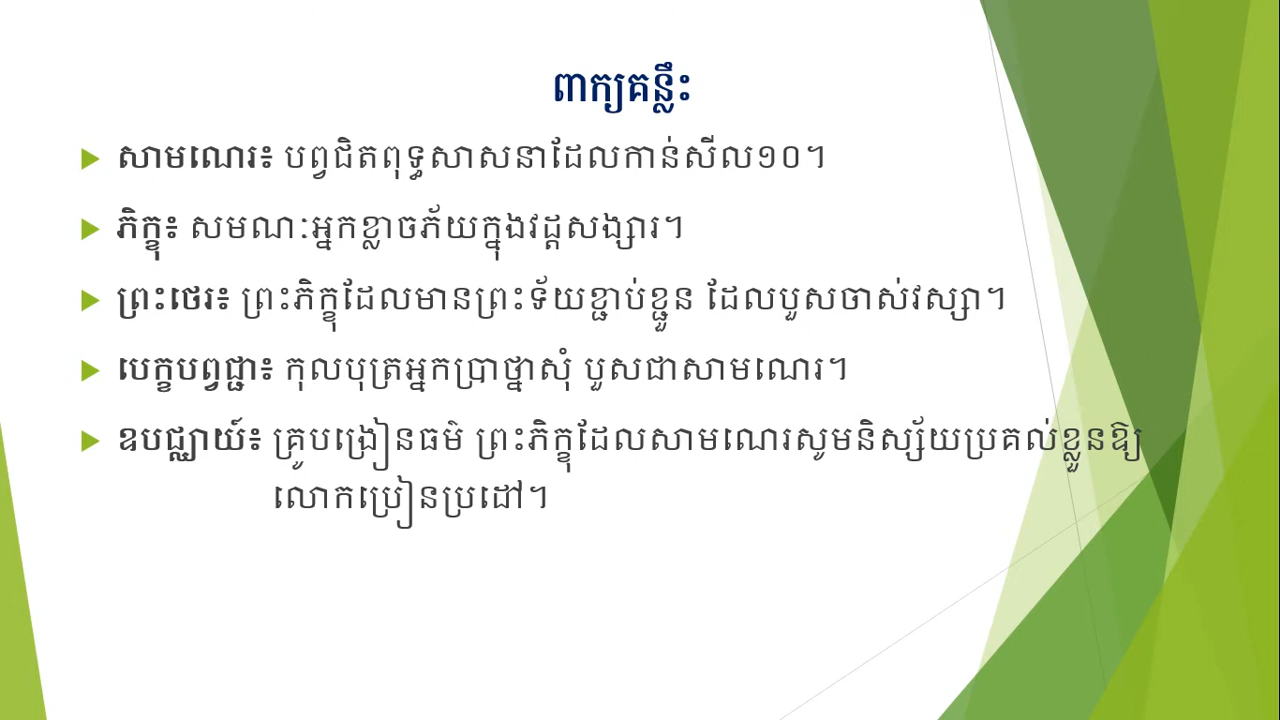 ពាក្យគន្លឹះ
សាមណេរ៖ បព្វជិតពុទ្ធសាសនាដែលកាន់សីល១០។
ភិក្ខុ៖ សមណៈអ្នកខ្លាចភ័យក្នុងវដ្តសង្សារ។
ព្រះថេរ៖ ព្រះភិក្ខុដែលមានព្រះទ័យខ្ជាប់ខ្ជួន ដែលបួសចាស់វស្សា។
បេក្ខបព្វជ្ជា៖ កុលបុត្រអ្នកប្រាថ្នាសុំ បួសជាសាមណេរ។
ឧបជ្ឈាយ៍៖ គ្រូបង្រៀនធម៌ ព្រះភិក្ខុដែលសាមណេរសូមនិស្ស័យប្រគល់ខ្លួនឱ្យ
លោកប្រៀនប្រដៅ។